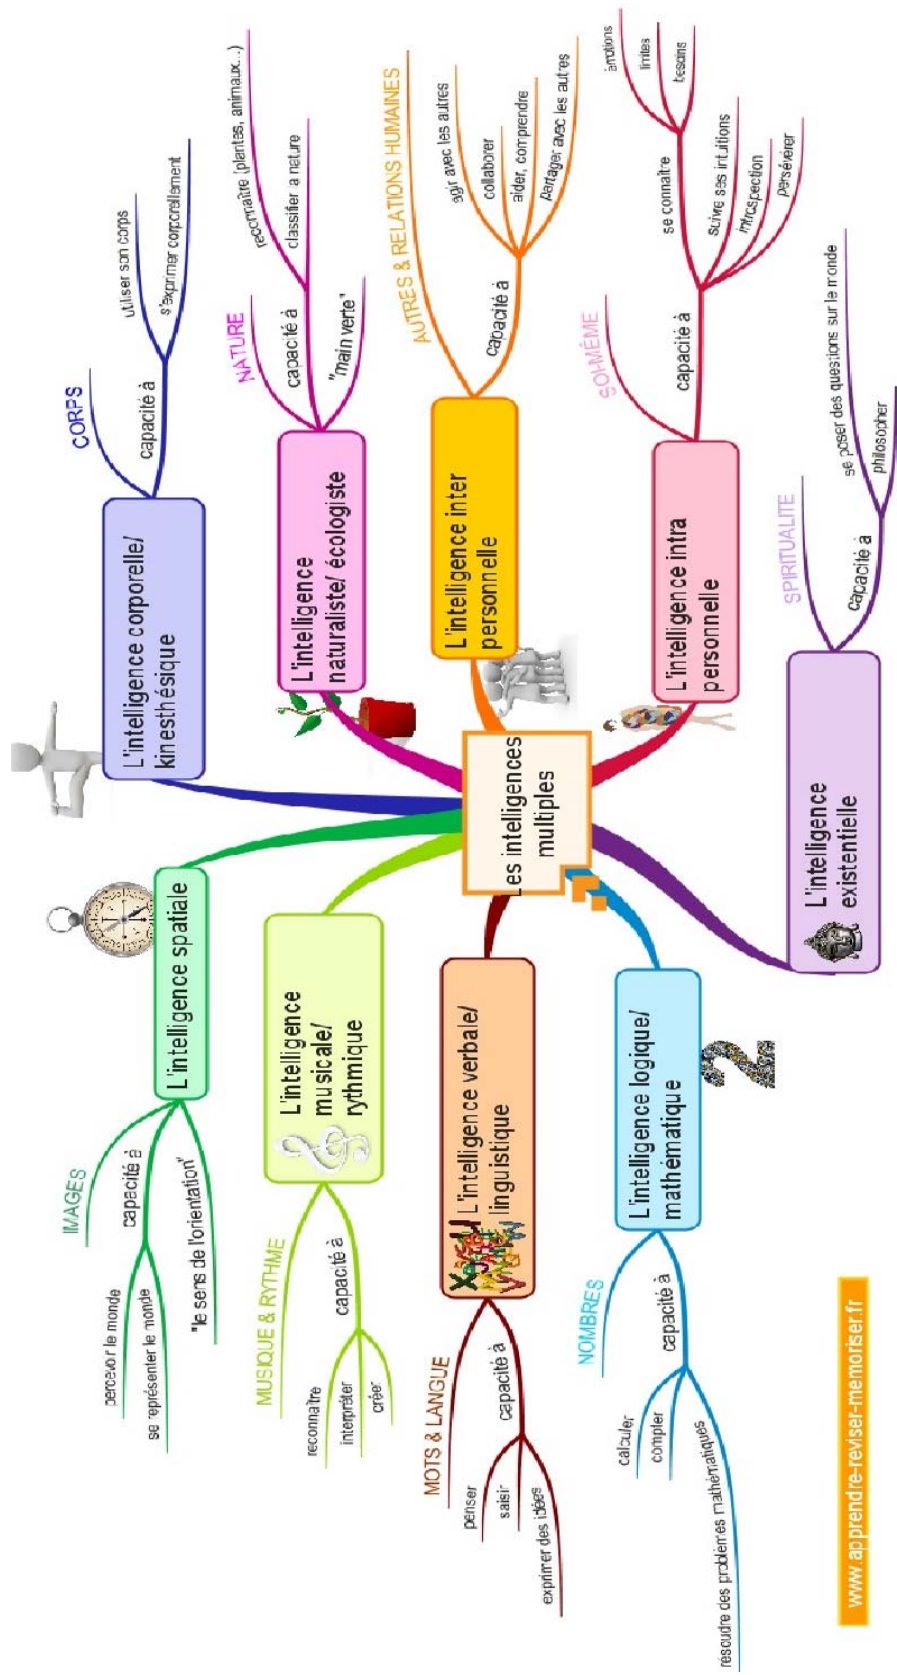 Les intelligences
multiples
L'intelligence corporelle/
kinesthésique
CORPS
capacité à
utiliser son corps
s'exprimer corporellement
L'intelligence
naturaliste/ écologiste
NATURE
capacité à
reconnaître (plantes, animaux...)
classifier a nature
"main verte"
L'intelligence inter
personnelle
AUTRES & RELATIONS HUMAINES
capacité à
agir avec les autres
collaborer
aider, comprendre
partager avec les autres
L'intelligence intra
personnelle
SOI-MÊME
capacité à
se connaître
émotions
limites
besoins
suivre ses intuitions
introspection
persévérer
L'intelligence
existentielle
SPIRITUALITE
capacité à
se poser des questions sur le monde
philosopher
L'intelligence spatiale
IMAGES
capacité à
percevoir le monde
se représenter le monde
"le sens de l'orientation"
L'intelligence
musicale/
rythmique
MUSIQUE & RYTHME
capacité à
reconnaître
interpréter
créer
L'intelligence verbale/
linguistique
MOTS & LANGUE
capacité à
penser
saisir
exprimer des idées
L'intelligence logique/
mathématique
NOMBRES
capacité à
calculer
compter
résoudre des problèmes mathématiques
www.apprendre-reviser-memoriser.fr